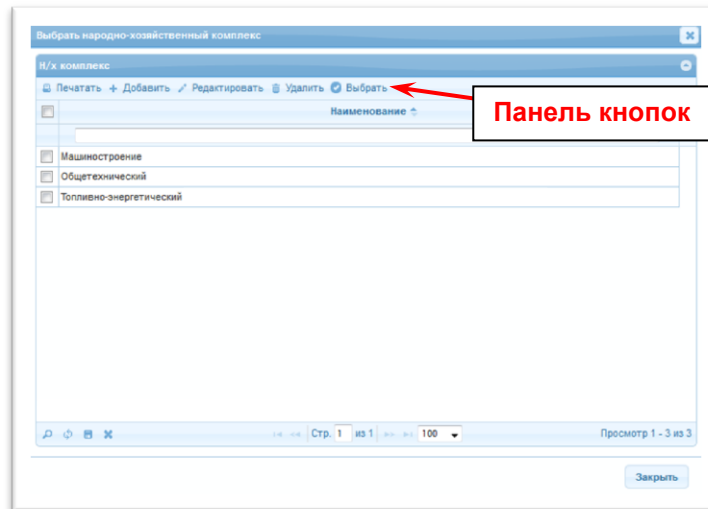 Выбрать народно-хозяйственный комплекс
Н/х комплекс
Печатать Добавить Редактировать Удалить Выбрать
Панель кнопок
Наименование
Машиностроение
Общетехнический
Топливно-энергетический
Стр. 1 из 1 100 Просмотр 1 - 3 из 3
Закрыть